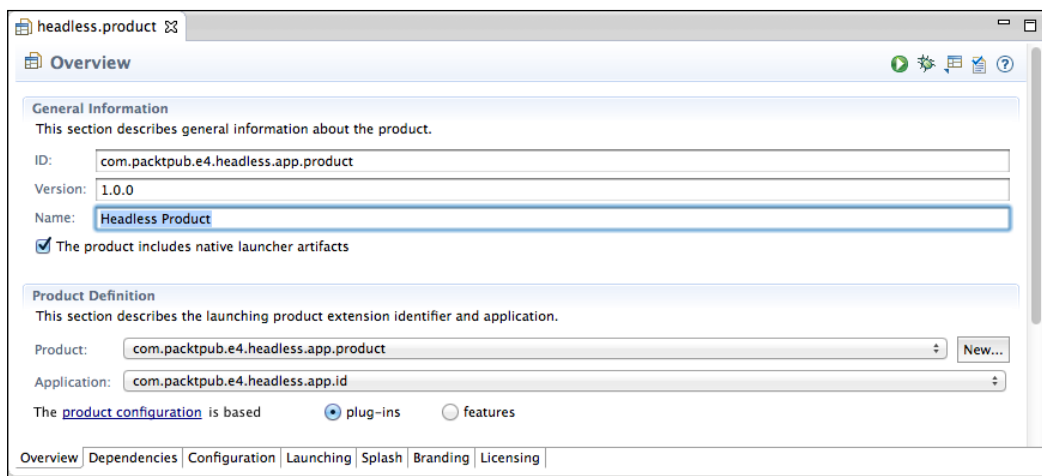 headless.product
Overview
General Information
This section describes general information about the product.
ID: com.packtpub.e4.headless.app.product
Version: 1.0.0
Name: Headless Product
The product includes native launcher artifacts
Product Definition
This section describes the launching product extension identifier and application.
Product: com.packtpub.e4.headless.app.product New...
Application: com.packtpub.e4.headless.app.id
The product configuration is based plug-ins features
Overview Dependencies Configuration Launching Splash Branding Licensing